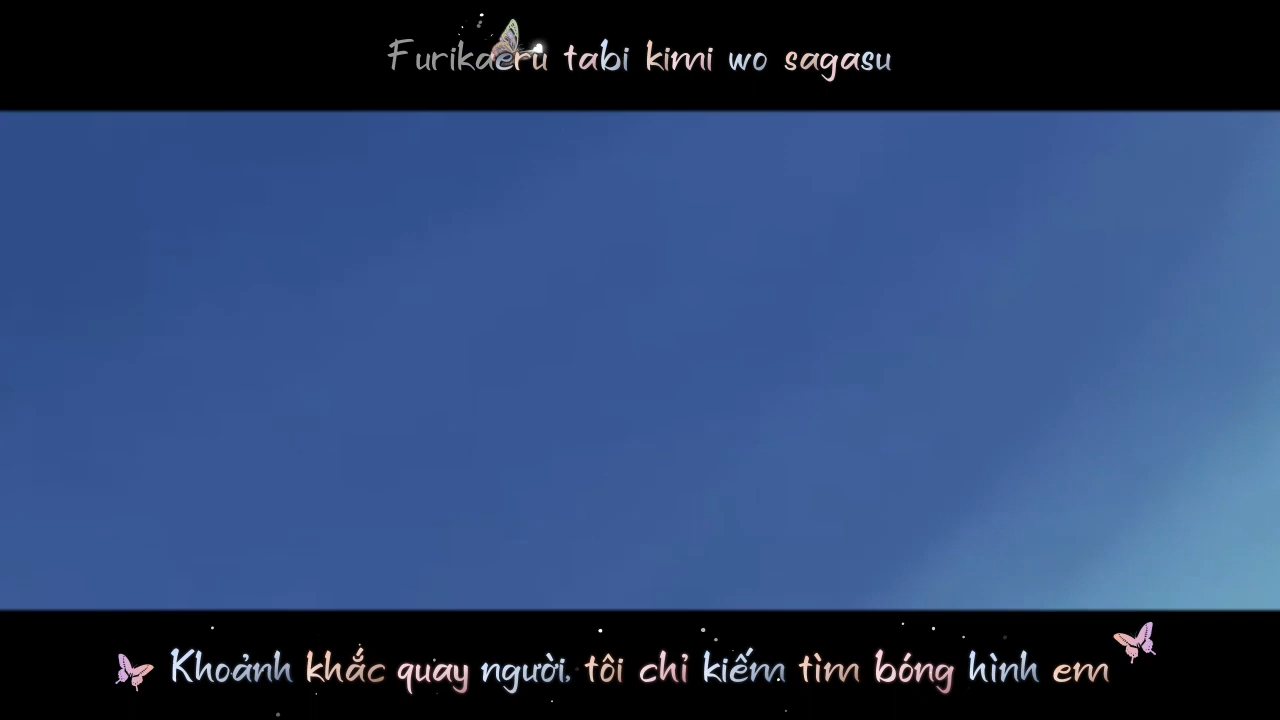 Furikaeru tabi kimi wo sagasu
Khoảnh khắc quay người, tôi chỉ kiếm tìm bóng hình em